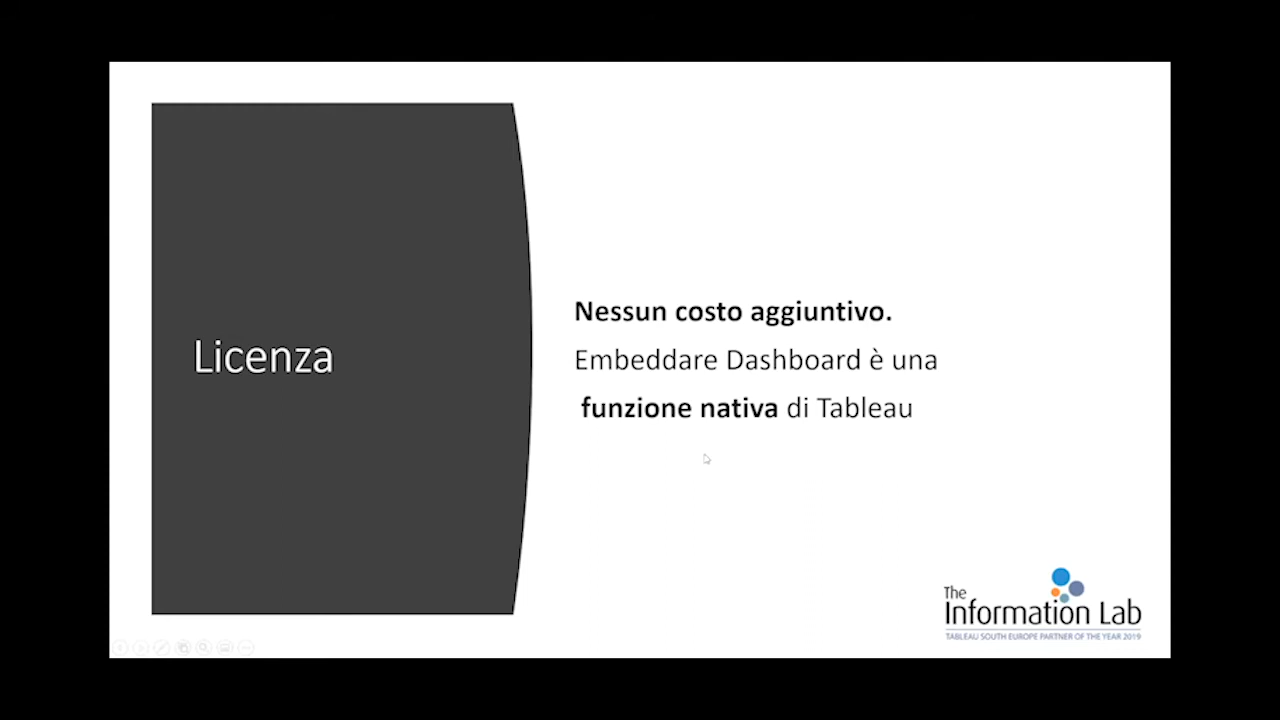 Licenza
Nessun costo aggiuntivo.
Embeddare Dashboard è una
funzione nativa di Tableau
The
Information Lab
TABLEAU SOUTH EUROPE PARTNER OF THE YEAR 2019